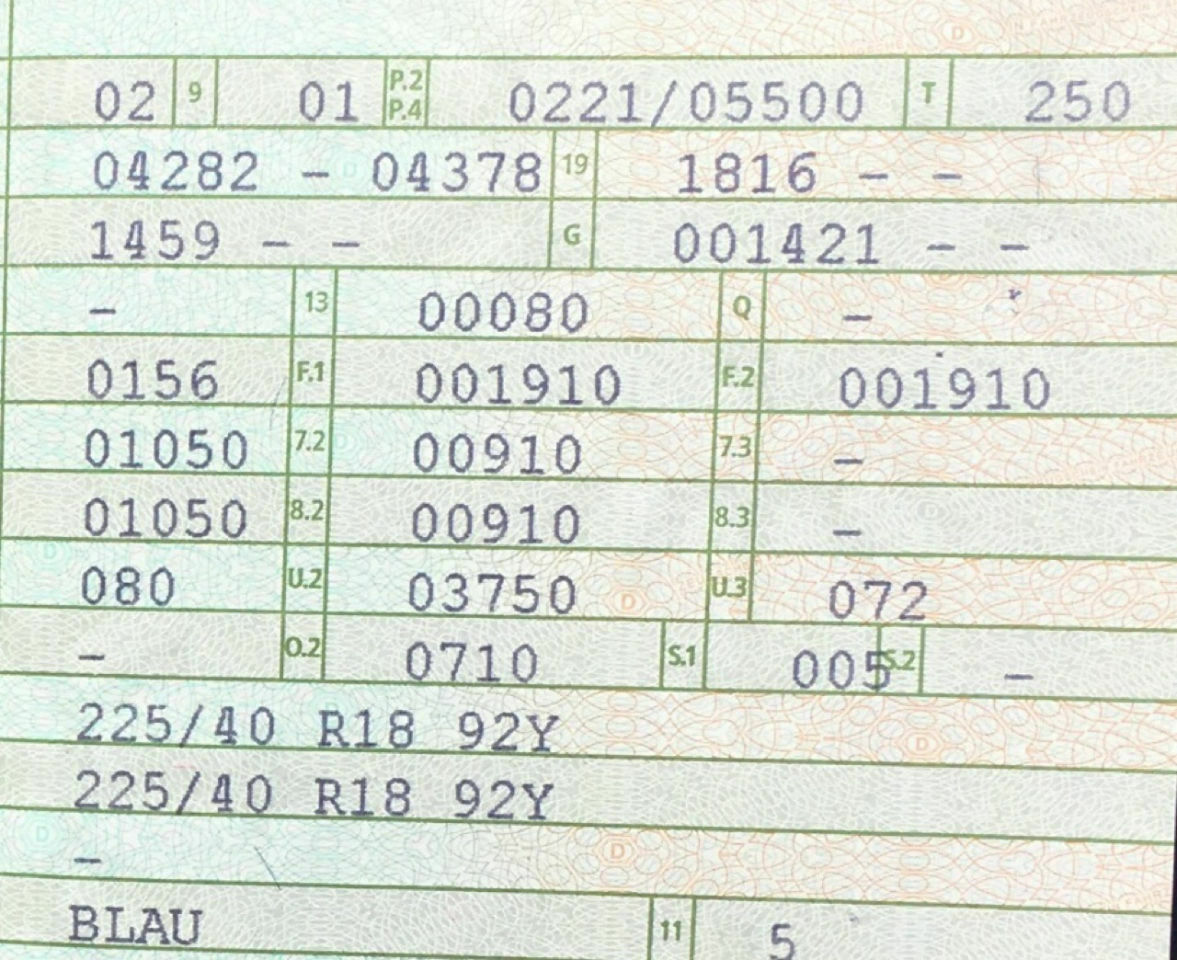 02 9 01 P.2 P.4 0221/05500 T 250
04282 - 04378 19 1816 - -
1459 - - G 001421 - -
- 13 00080 Q -
0156 F.1 001910 F.2 001910
01050 7.2 00910 7.3 -
01050 8.2 00910 8.3 -
080 U.2 03750 U.3 072
- O.2 0710 S.1 005 S.2 -
225/40 R18 92Y
225/40 R18 92Y
-
BLAU 11 5